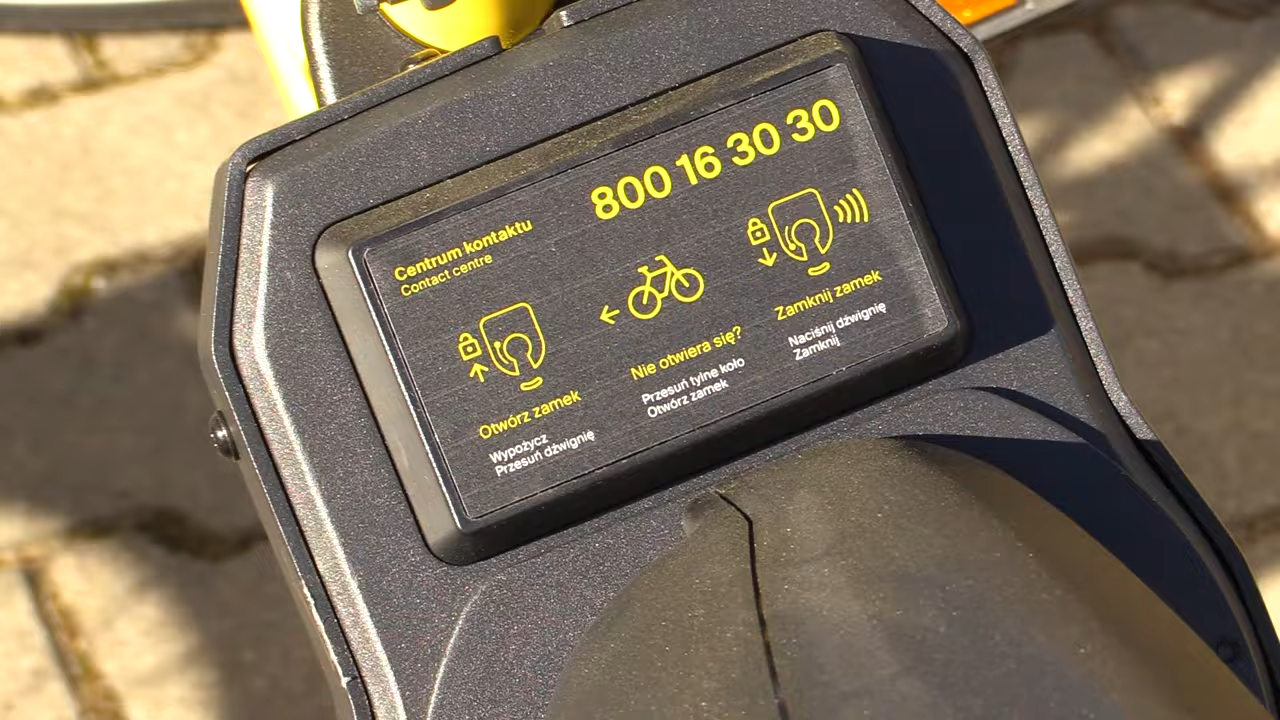 800 16 30 30
Centrum kontaktu
Contact centre
Otwórz zamek
Wypożycz
Przesuń dźwignię
Nie otwiera się?
Przesuń tylne koło
Otwórz zamek
Zamknij zamek
Naciśnij dźwignię
Zamknij